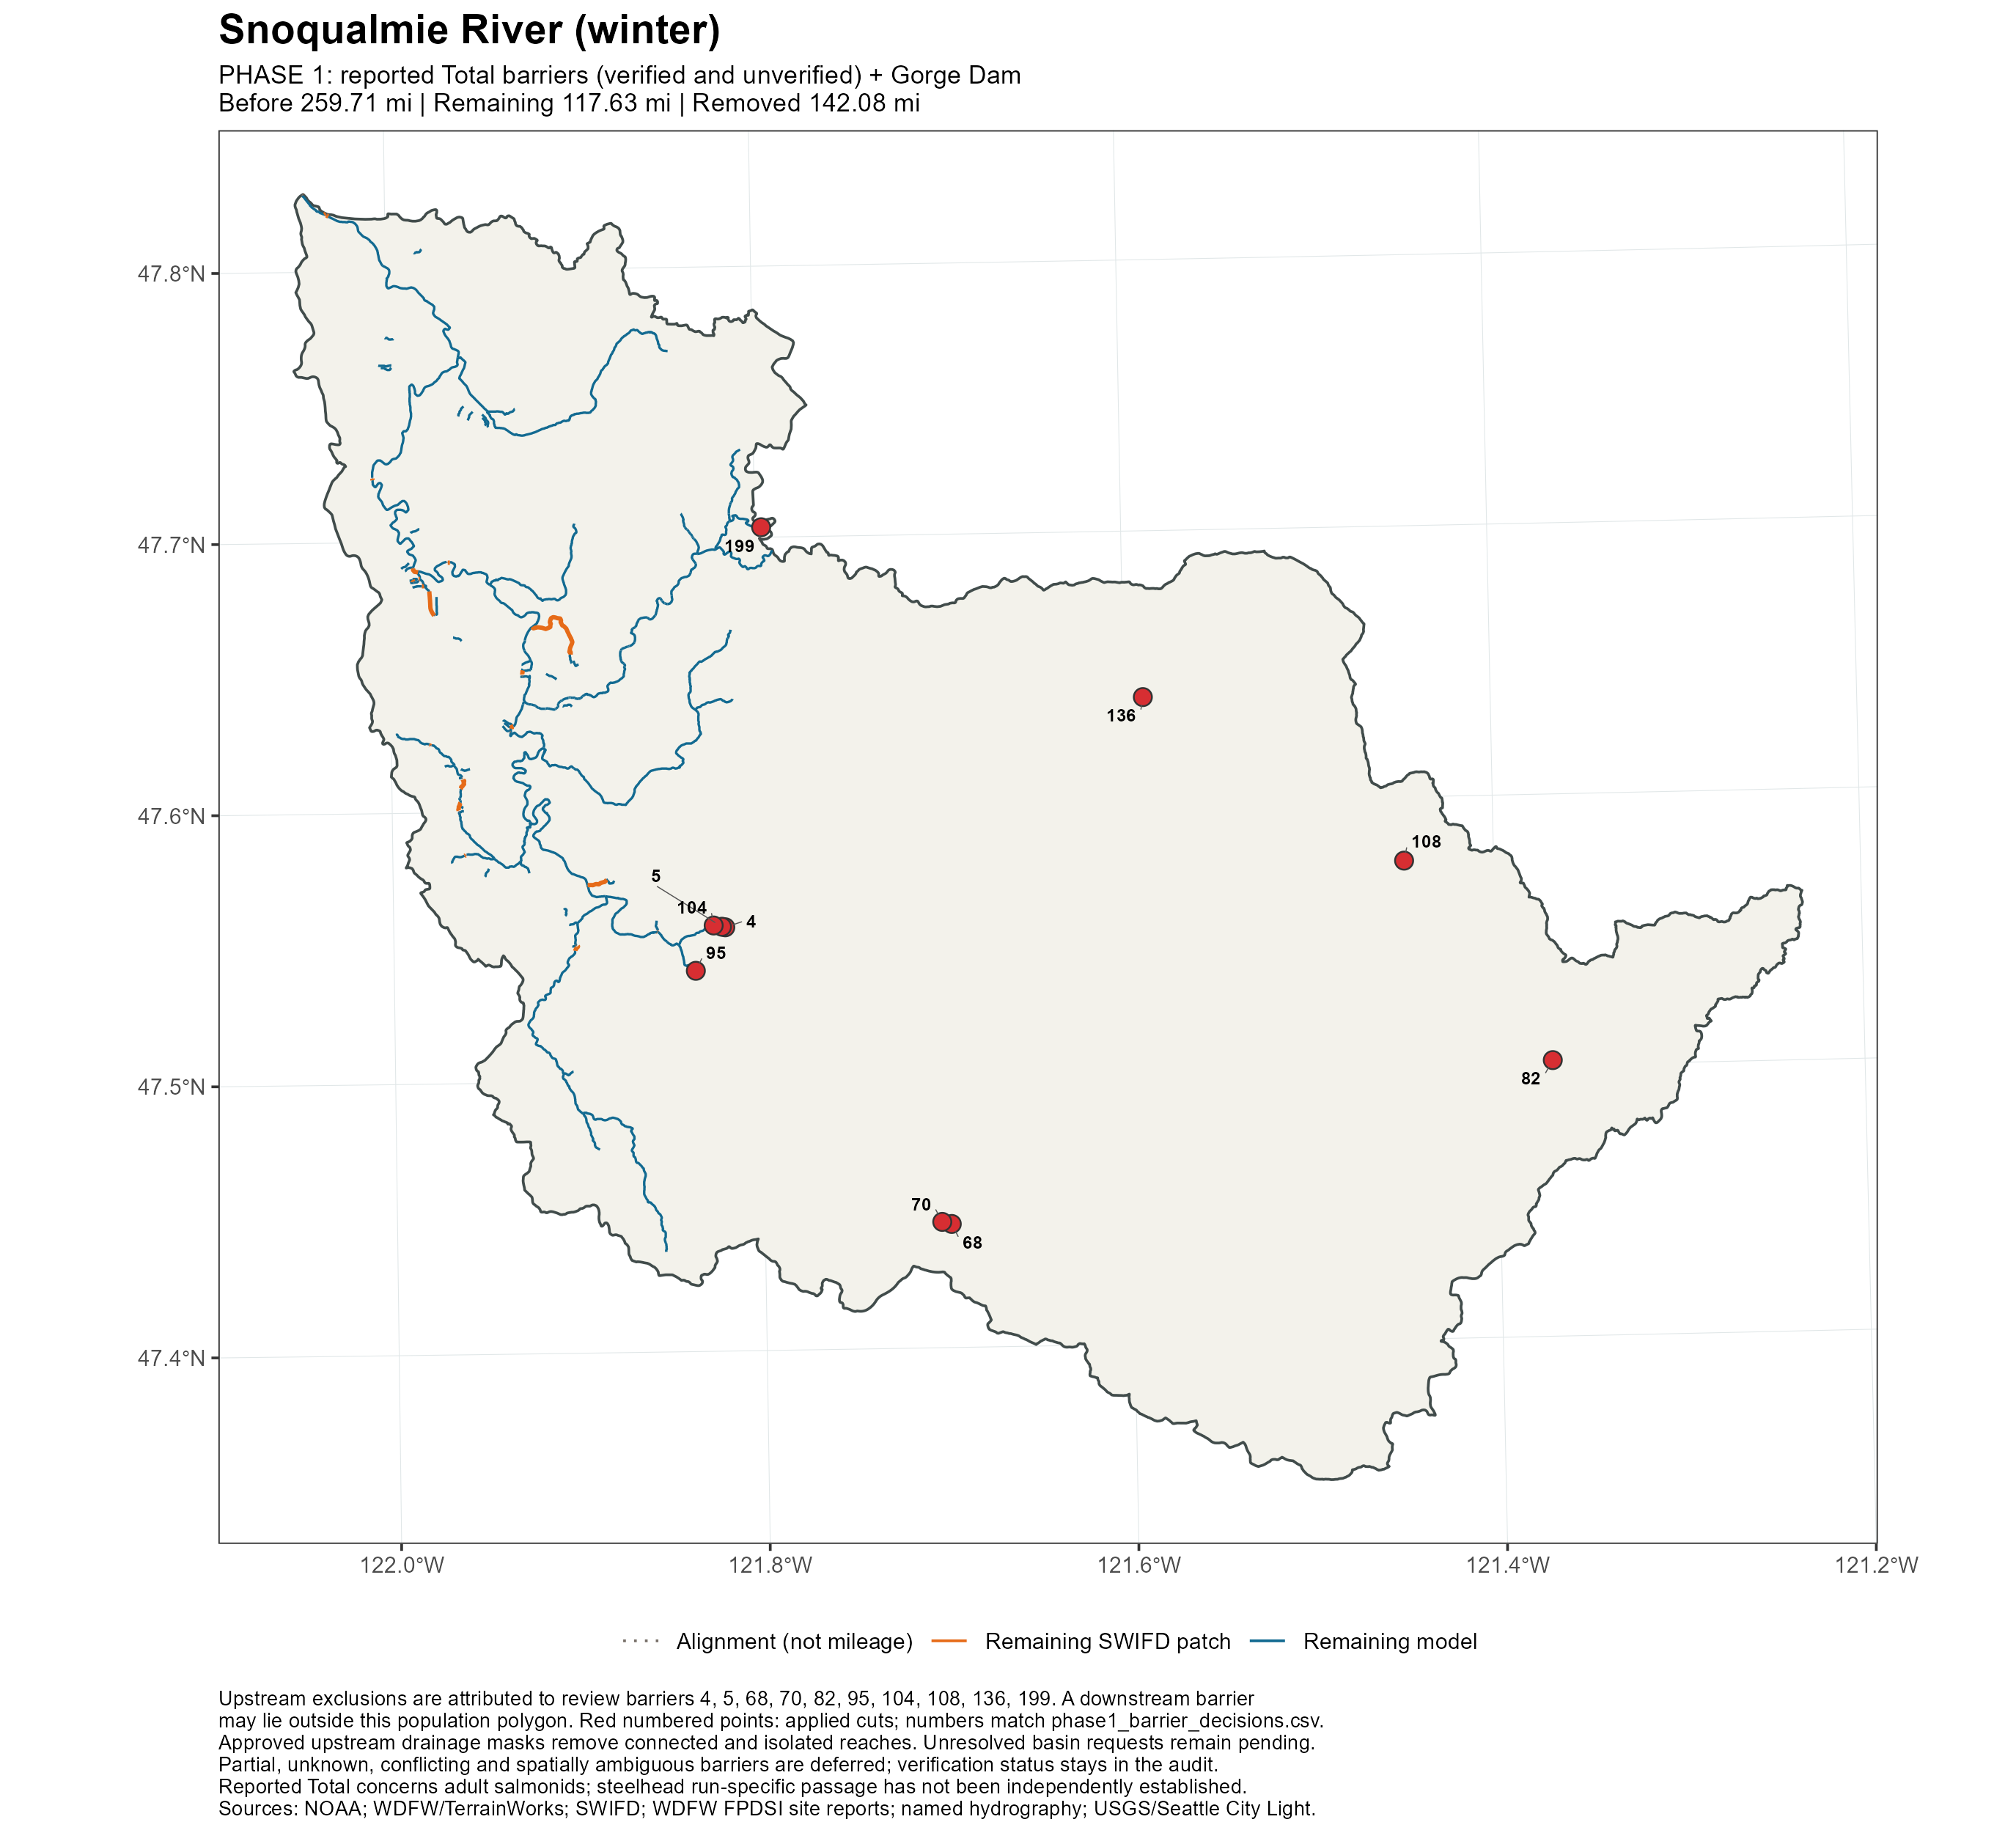 Snoqualmie River (winter)
PHASE 1: reported Total barriers (verified and unverified) + Gorge Dam
Before 259.71 mi | Remaining 117.63 mi | Removed 142.08 mi
47.8°N
47.7°N
47.6°N
47.5°N
47.4°N
199
136
108
5
104
4
95
82
70
68
122.0°W
121.8°W
121.6°W
121.4°W
121.2°W
Alignment (not mileage)
Remaining SWIFD patch
Remaining model
Upstream exclusions are attributed to review barriers 4, 5, 68, 70, 82, 95, 104, 108, 136, 199. A downstream barrier
may lie outside this population polygon. Red numbered points: applied cuts; numbers match phase1_barrier_decisions.csv.
Approved upstream drainage masks remove connected and isolated reaches. Unresolved basin requests remain pending.
Partial, unknown, conflicting and spatially ambiguous barriers are deferred; verification status stays in the audit.
Reported Total concerns adult salmonids; steelhead run-specific passage has not been independently established.
Sources: NOAA; WDFW/TerrainWorks; SWIFD; WDFW FPDSI site reports; named hydrography; USGS/Seattle City Light.